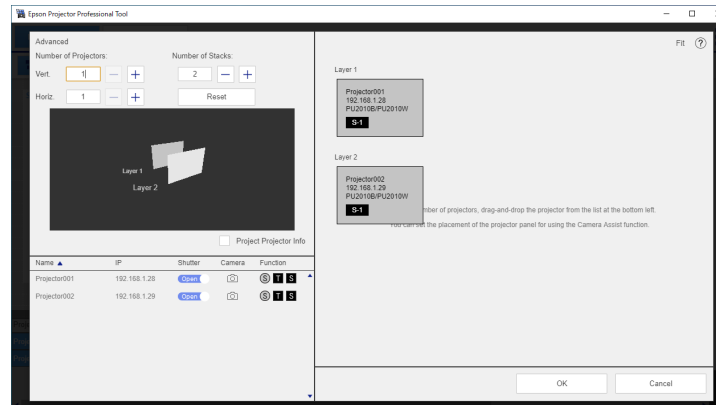 Epson Projector Professional Tool
Advanced
Number of Projectors:
Number of Stacks:
Vert.
1
2
Horiz.
1
Reset
Layer 1
Layer 2
Project Projector Info
Name IP Shutter Camera Function
Projector001 192.168.1.28 Open S T S
Projector002 192.168.1.29 Open S T S
Fit ?
Layer 1
Projector001
192.168.1.28
PU2010B/PU2010W
S-1
Layer 2
Projector002
192.168.1.29
PU2010B/PU2010W
S-1
of projectors, drag-and-drop the projector from the list at the bottom left.
You can set the placement of the projector panel for using the Camera Assist function.
OK
Cancel